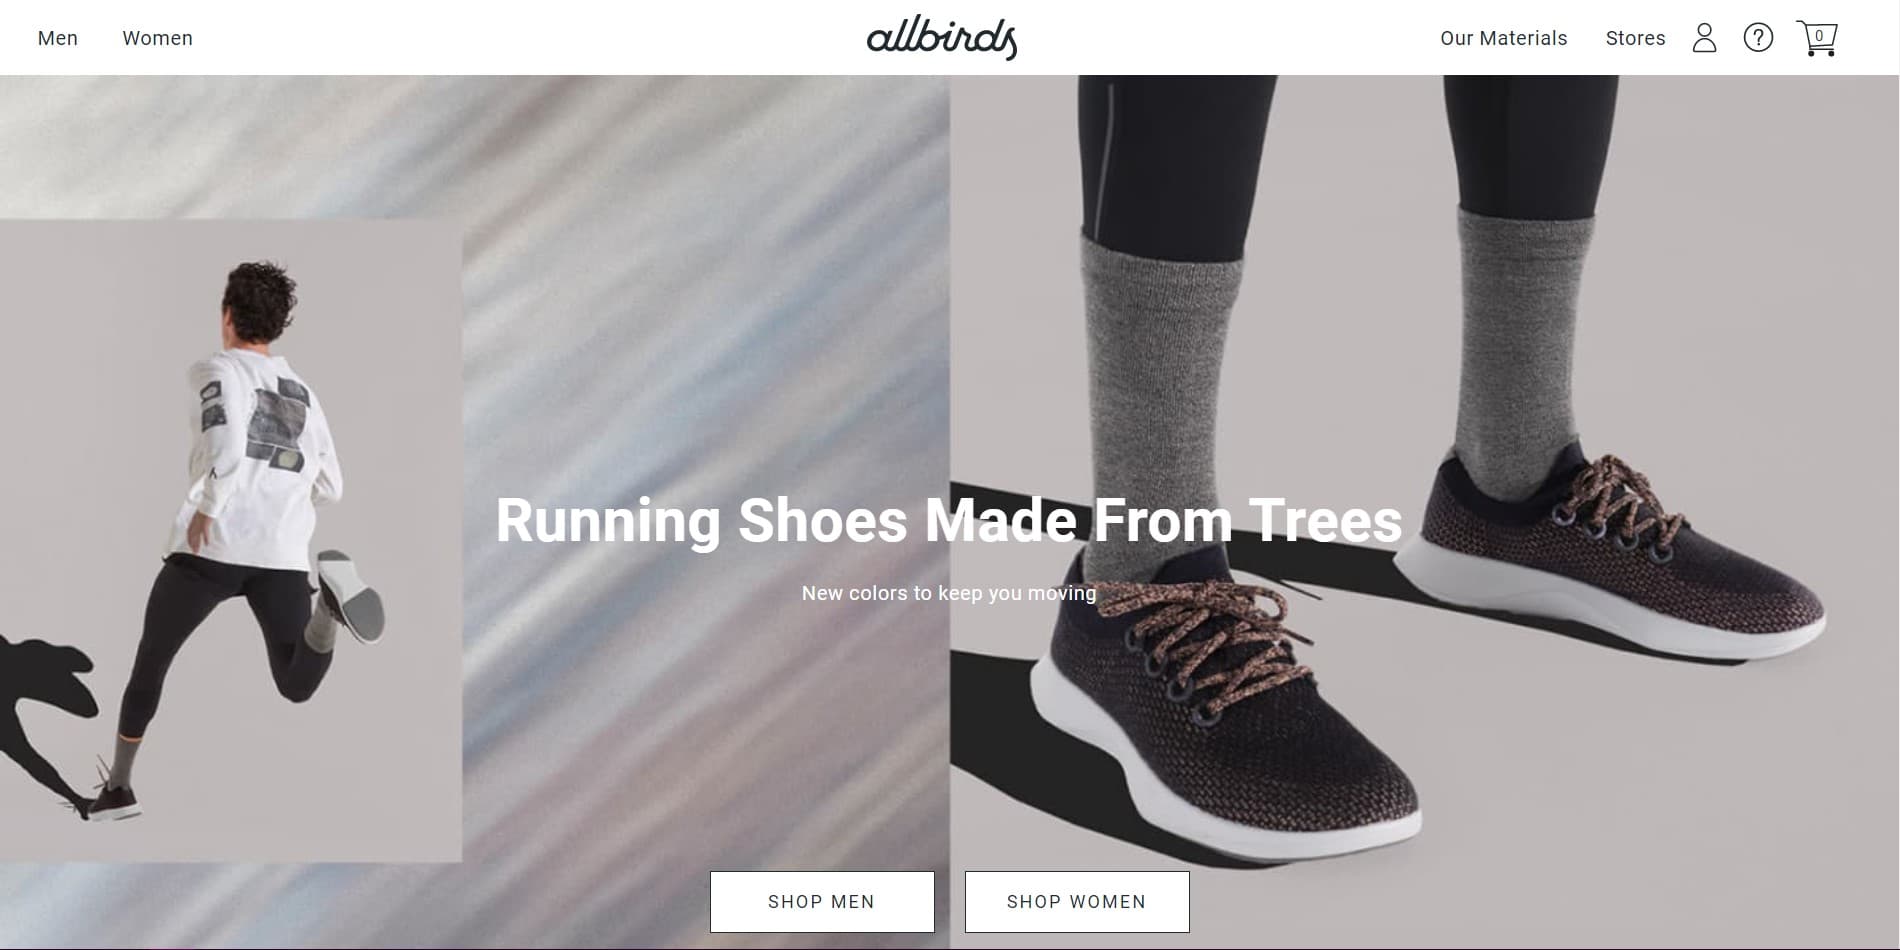 Men
Women
allbirds
Our Materials
Stores
?
0
Running Shoes Made From Trees
New colors to keep you moving
SHOP MEN
SHOP WOMEN